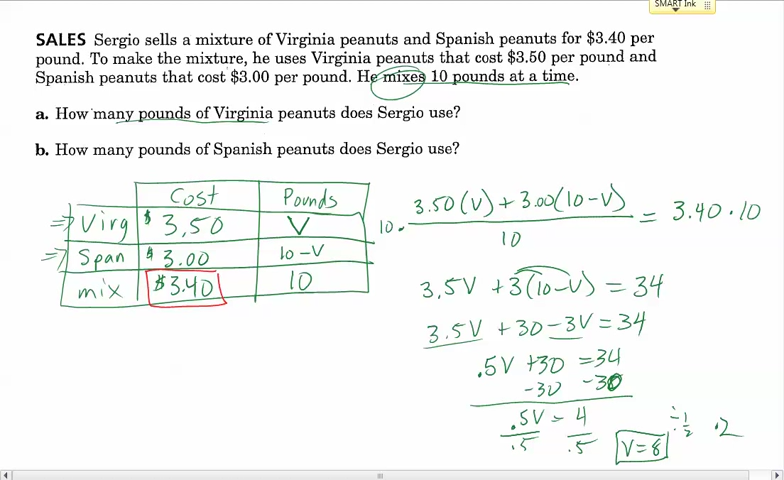 SMART Ink
SALES Sergio sells a mixture of Virginia peanuts and Spanish peanuts for $3.40 per
pound. To make the mixture, he uses Virginia peanuts that cost $3.50 per pound and
Spanish peanuts that cost $3.00 per pound. He mixes 10 pounds at a time.
a. How many pounds of Virginia peanuts does Sergio use?
b. How many pounds of Spanish peanuts does Sergio use?
Cost Pounds
Virg $3.50 V
Span $3.00 10-V
mix $3.40 10
10 · 3.50(V) + 3.00(10-V) / 10 = 3.40 · 10
3.5V + 3(10-V) = 34
3.5V + 30 - 3V = 34
.5V + 30 = 34
-30 -30
.5V = 4
.5 .5
V=8
÷ 1/2 · 2